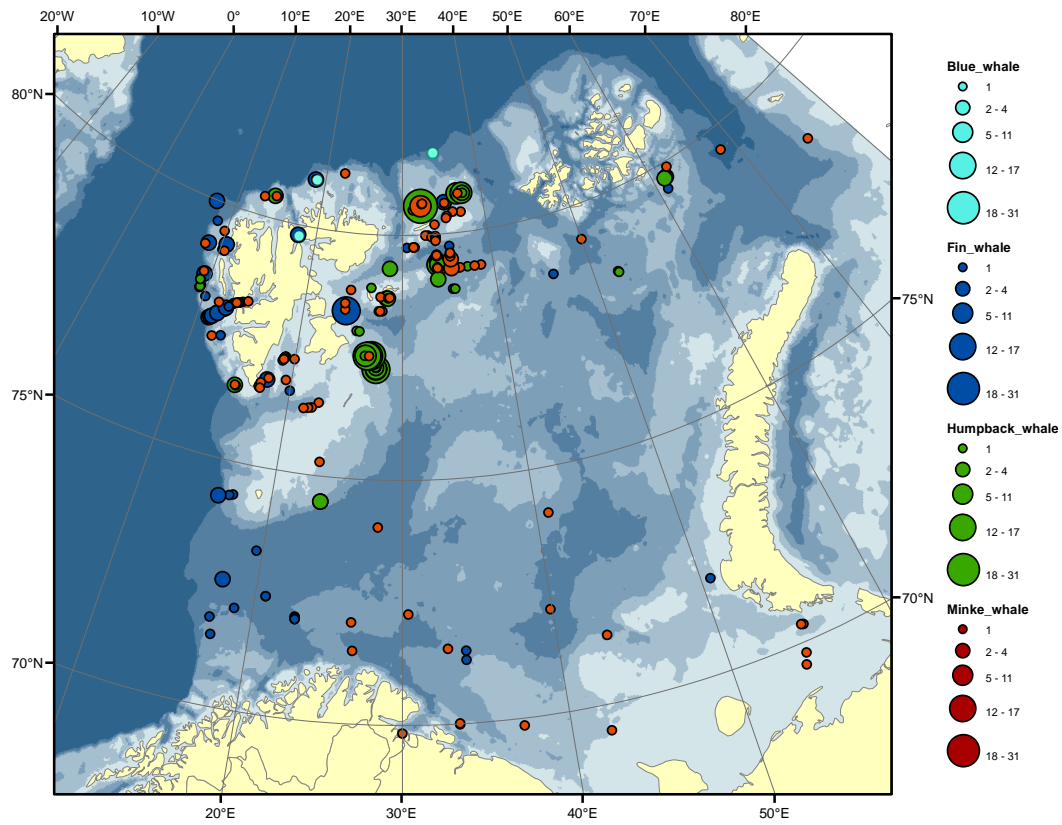 20°W 10°W 0° 10°E 20°E 30°E 40°E 50°E 60°E 70°E 80°E
80°N
75°N
70°N
75°N
70°N
20°E 30°E 40°E 50°E
Blue_whale
1
2 - 4
5 - 11
12 - 17
18 - 31
Fin_whale
1
2 - 4
5 - 11
12 - 17
18 - 31
Humpback_whale
1
2 - 4
5 - 11
12 - 17
18 - 31
Minke_whale
1
2 - 4
5 - 11
12 - 17
18 - 31